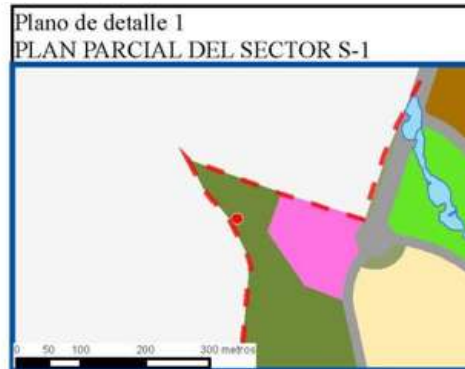 Plano de detalle 1
PLAN PARCIAL DEL SECTOR S-1
0 50 100 200 300 metros